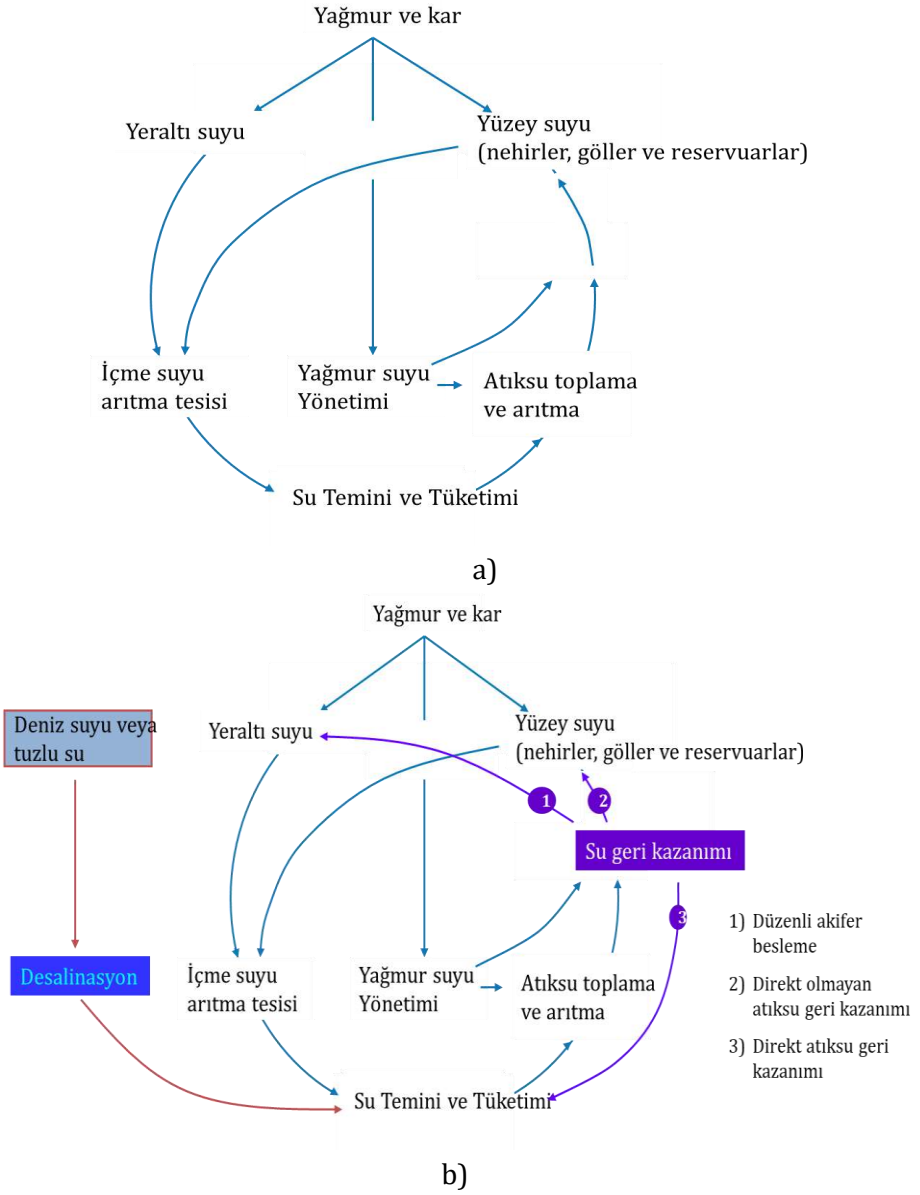 Yağmur ve kar
Yeraltı suyu
Yüzey suyu
(nehirler, göller ve reservuarlar)
İçme suyu
arıtma tesisi
Yağmur suyu
Yönetimi
Atıksu toplama
ve arıtma
Su Temini ve Tüketimi
a)
Yağmur ve kar
Deniz suyu veya
tuzlu su
Yeraltı suyu
Yüzey suyu
(nehirler, göller ve reservuarlar)
1
2
Su geri kazanımı
3
1) Düzenli akifer
besleme
2) Direkt olmayan
atıksu geri kazanımı
3) Direkt atıksu geri
kazanımı
Desalinasyon
İçme suyu
arıtma tesisi
Yağmur suyu
Yönetimi
Atıksu toplama
ve arıtma
Su Temini ve Tüketimi
b)